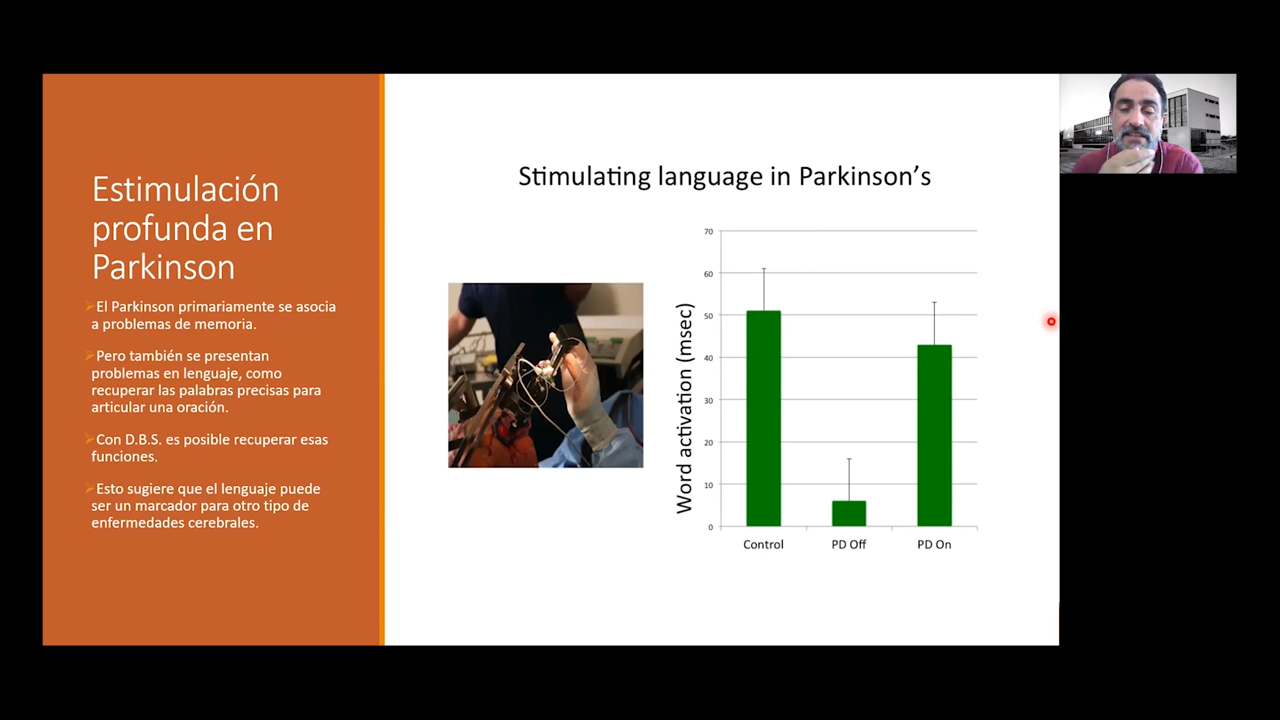 Estimulación
profunda en
Parkinson
El Parkinson primariamente se asocia
a problemas de memoria.
Pero también se presentan
problemas en lenguaje, como
recuperar las palabras precisas para
articular una oración.
Con D.B.S. es posible recuperar esas
funciones.
Esto sugiere que el lenguaje puede
ser un marcador para otro tipo de
enfermedades cerebrales.
Stimulating language in Parkinson's
Word activation (msec)
70
60
50
40
30
20
10
0
Control PD Off PD On